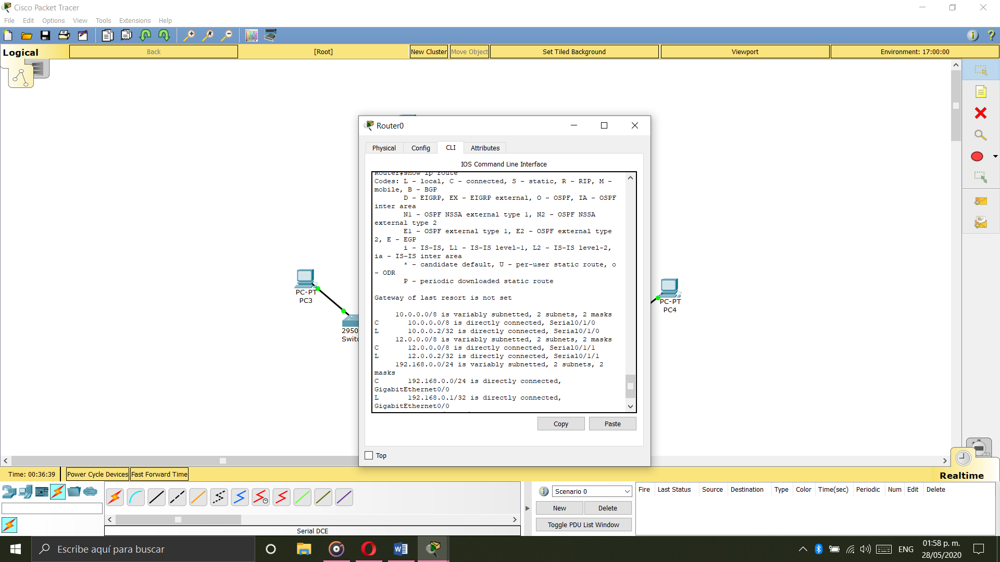 Cisco Packet Tracer
File Edit Options View Tools Extensions Help
Logical Back [Root] New Cluster Move Object Set Tiled Background Viewport Environment: 17:00:00
Router0
Physical Config CLI Attributes
IOS Command Line Interface
Router#show ip route
Codes: L - local, C - connected, S - static, R - RIP, M -
mobile, B - BGP
D - EIGRP, EX - EIGRP external, O - OSPF, IA - OSPF
inter area
N1 - OSPF NSSA external type 1, N2 - OSPF NSSA
external type 2
E1 - OSPF external type 1, E2 - OSPF external type
2, E - EGP
i - IS-IS, L1 - IS-IS level-1, L2 - IS-IS level-2,
ia - IS-IS inter area
* - candidate default, U - per-user static route, o
- ODR
P - periodic downloaded static route
Gateway of last resort is not set
10.0.0.0/8 is variably subnetted, 2 subnets, 2 masks
C 10.0.0.0/8 is directly connected, Serial0/1/0
L 10.0.0.2/32 is directly connected, Serial0/1/0
12.0.0.0/8 is variably subnetted, 2 subnets, 2 masks
C 12.0.0.0/8 is directly connected, Serial0/1/1
L 12.0.0.2/32 is directly connected, Serial0/1/1
192.168.0.0/24 is variably subnetted, 2 subnets, 2
masks
C 192.168.0.0/24 is directly connected,
GigabitEthernet0/0
L 192.168.0.1/32 is directly connected,
GigabitEthernet0/0
Copy Paste
Top
PC-PT
PC3
2950
Switc
PC-PT
PC4
Time: 00:36:39 Power Cycle Devices Fast Forward Time
Realtime
Scenario 0
New Delete
Toggle PDU List Window
Fire Last Status Source Destination Type Color Time(sec) Periodic Num Edit Delete
Serial DCE
Escribe aquí para buscar
ENG
01:58 p. m.
28/05/2020